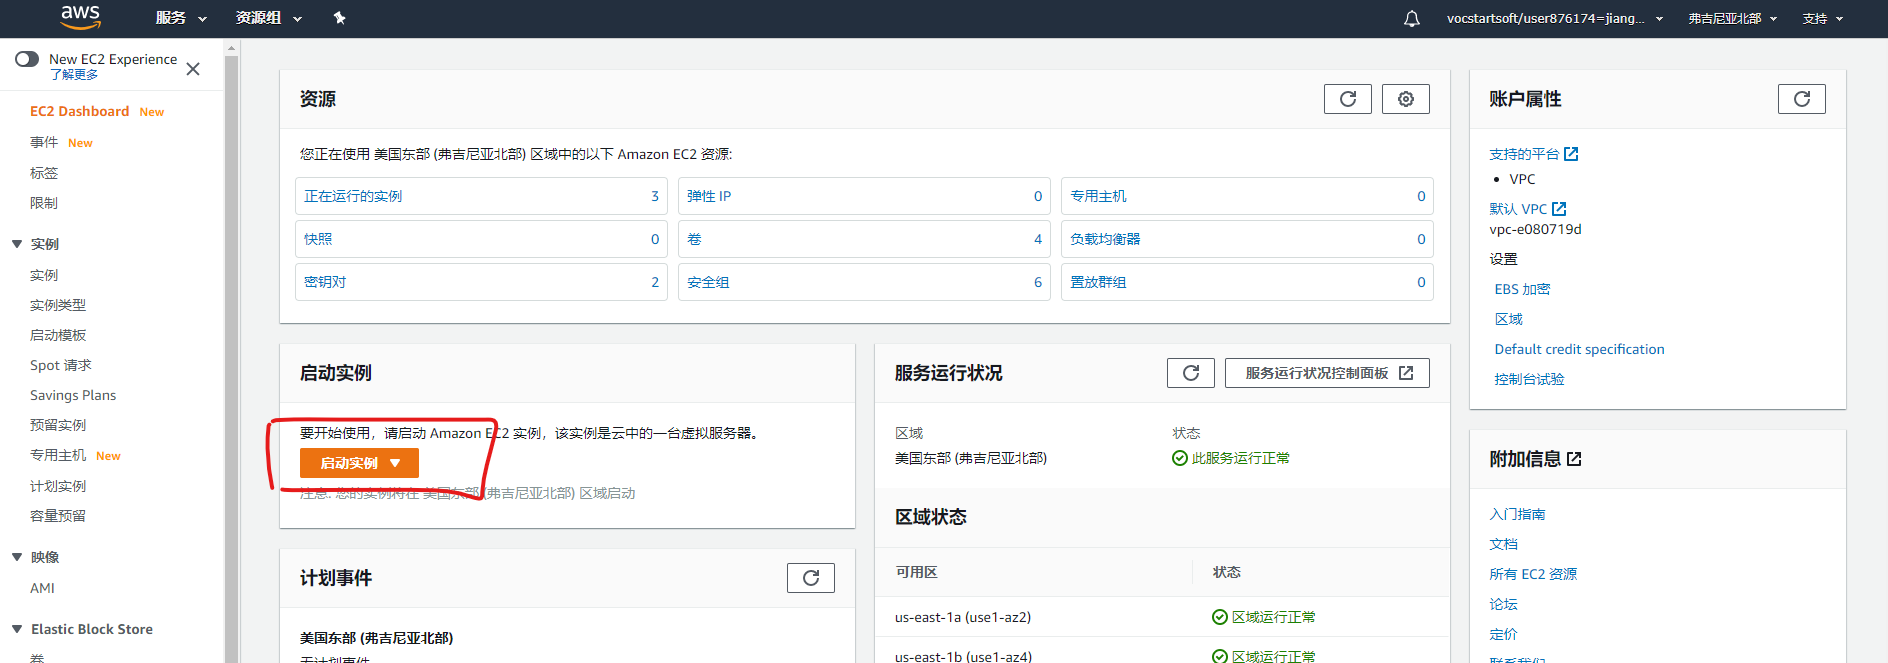 aws
服务
资源组
vocstartsoft/user876174=jiang...
弗吉尼亚北部
支持
New EC2 Experience
了解更多
EC2 Dashboard New
事件 New
标签
限制
实例
实例
实例类型
启动模板
Spot 请求
Savings Plans
预留实例
专用主机 New
计划实例
容量预留
映像
AMI
Elastic Block Store
卷
资源
您正在使用 美国东部 (弗吉尼亚北部) 区域中的以下 Amazon EC2 资源:
正在运行的实例 3
弹性 IP 0
专用主机 0
快照 0
卷 4
负载均衡器 0
密钥对 2
安全组 6
置放群组 0
启动实例
要开始使用，请启动 Amazon EC2 实例，该实例是云中的一台虚拟服务器。
启动实例
注意: 您的实例将在 美国东部 (弗吉尼亚北部) 区域启动
计划事件
美国东部 (弗吉尼亚北部)
无计划事件
服务运行状况
服务运行状况控制面板
区域 状态
美国东部 (弗吉尼亚北部) 此服务运行正常
区域状态
可用区 状态
us-east-1a (use1-az2) 区域运行正常
us-east-1b (use1-az4) 区域运行正常
账户属性
支持的平台
• VPC
默认 VPC
vpc-e080719d
设置
EBS 加密
区域
Default credit specification
控制台试验
附加信息
入门指南
文档
所有 EC2 资源
论坛
定价
联系我们